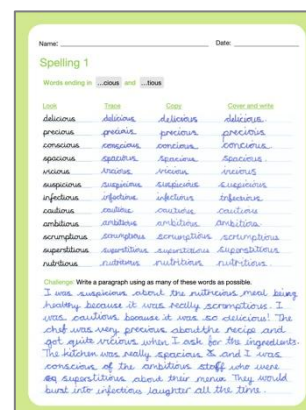 Name:
Date:
Spelling 1
Words ending in ...cious and ...tious
Look Trace Copy Cover and write
delicious delicious delicious delicious.
precious precious precious precious
conscious conscious concious concious.
spacious spacious spacious spacious.
vicious vicious vicious vicious
suspicious suspicious suspicious suspicious
infectious infectious infectious infectious.
cautious cautious cautious cautious
ambitious ambitious ambitious ambitious
scrumptious scrumptious scrumptious scrumptious
superstitious superstitious superstitious superstitious
nutritious nutritious nutritions nutritious
Challenge Write a paragraph using as many of these words as possible.
I was suspicious about the nutricious meal being
healthy because it was really scrumptious. I
was cautious because it was so delicious! The
chef was very precious about the recipe and
got quite vicious when I ask for the ingredients.
The kitchen was really spacious & and I was
conscious of the ambitious staff who were
superstitious about their menu. They would
bust into infectious laughter all the time.